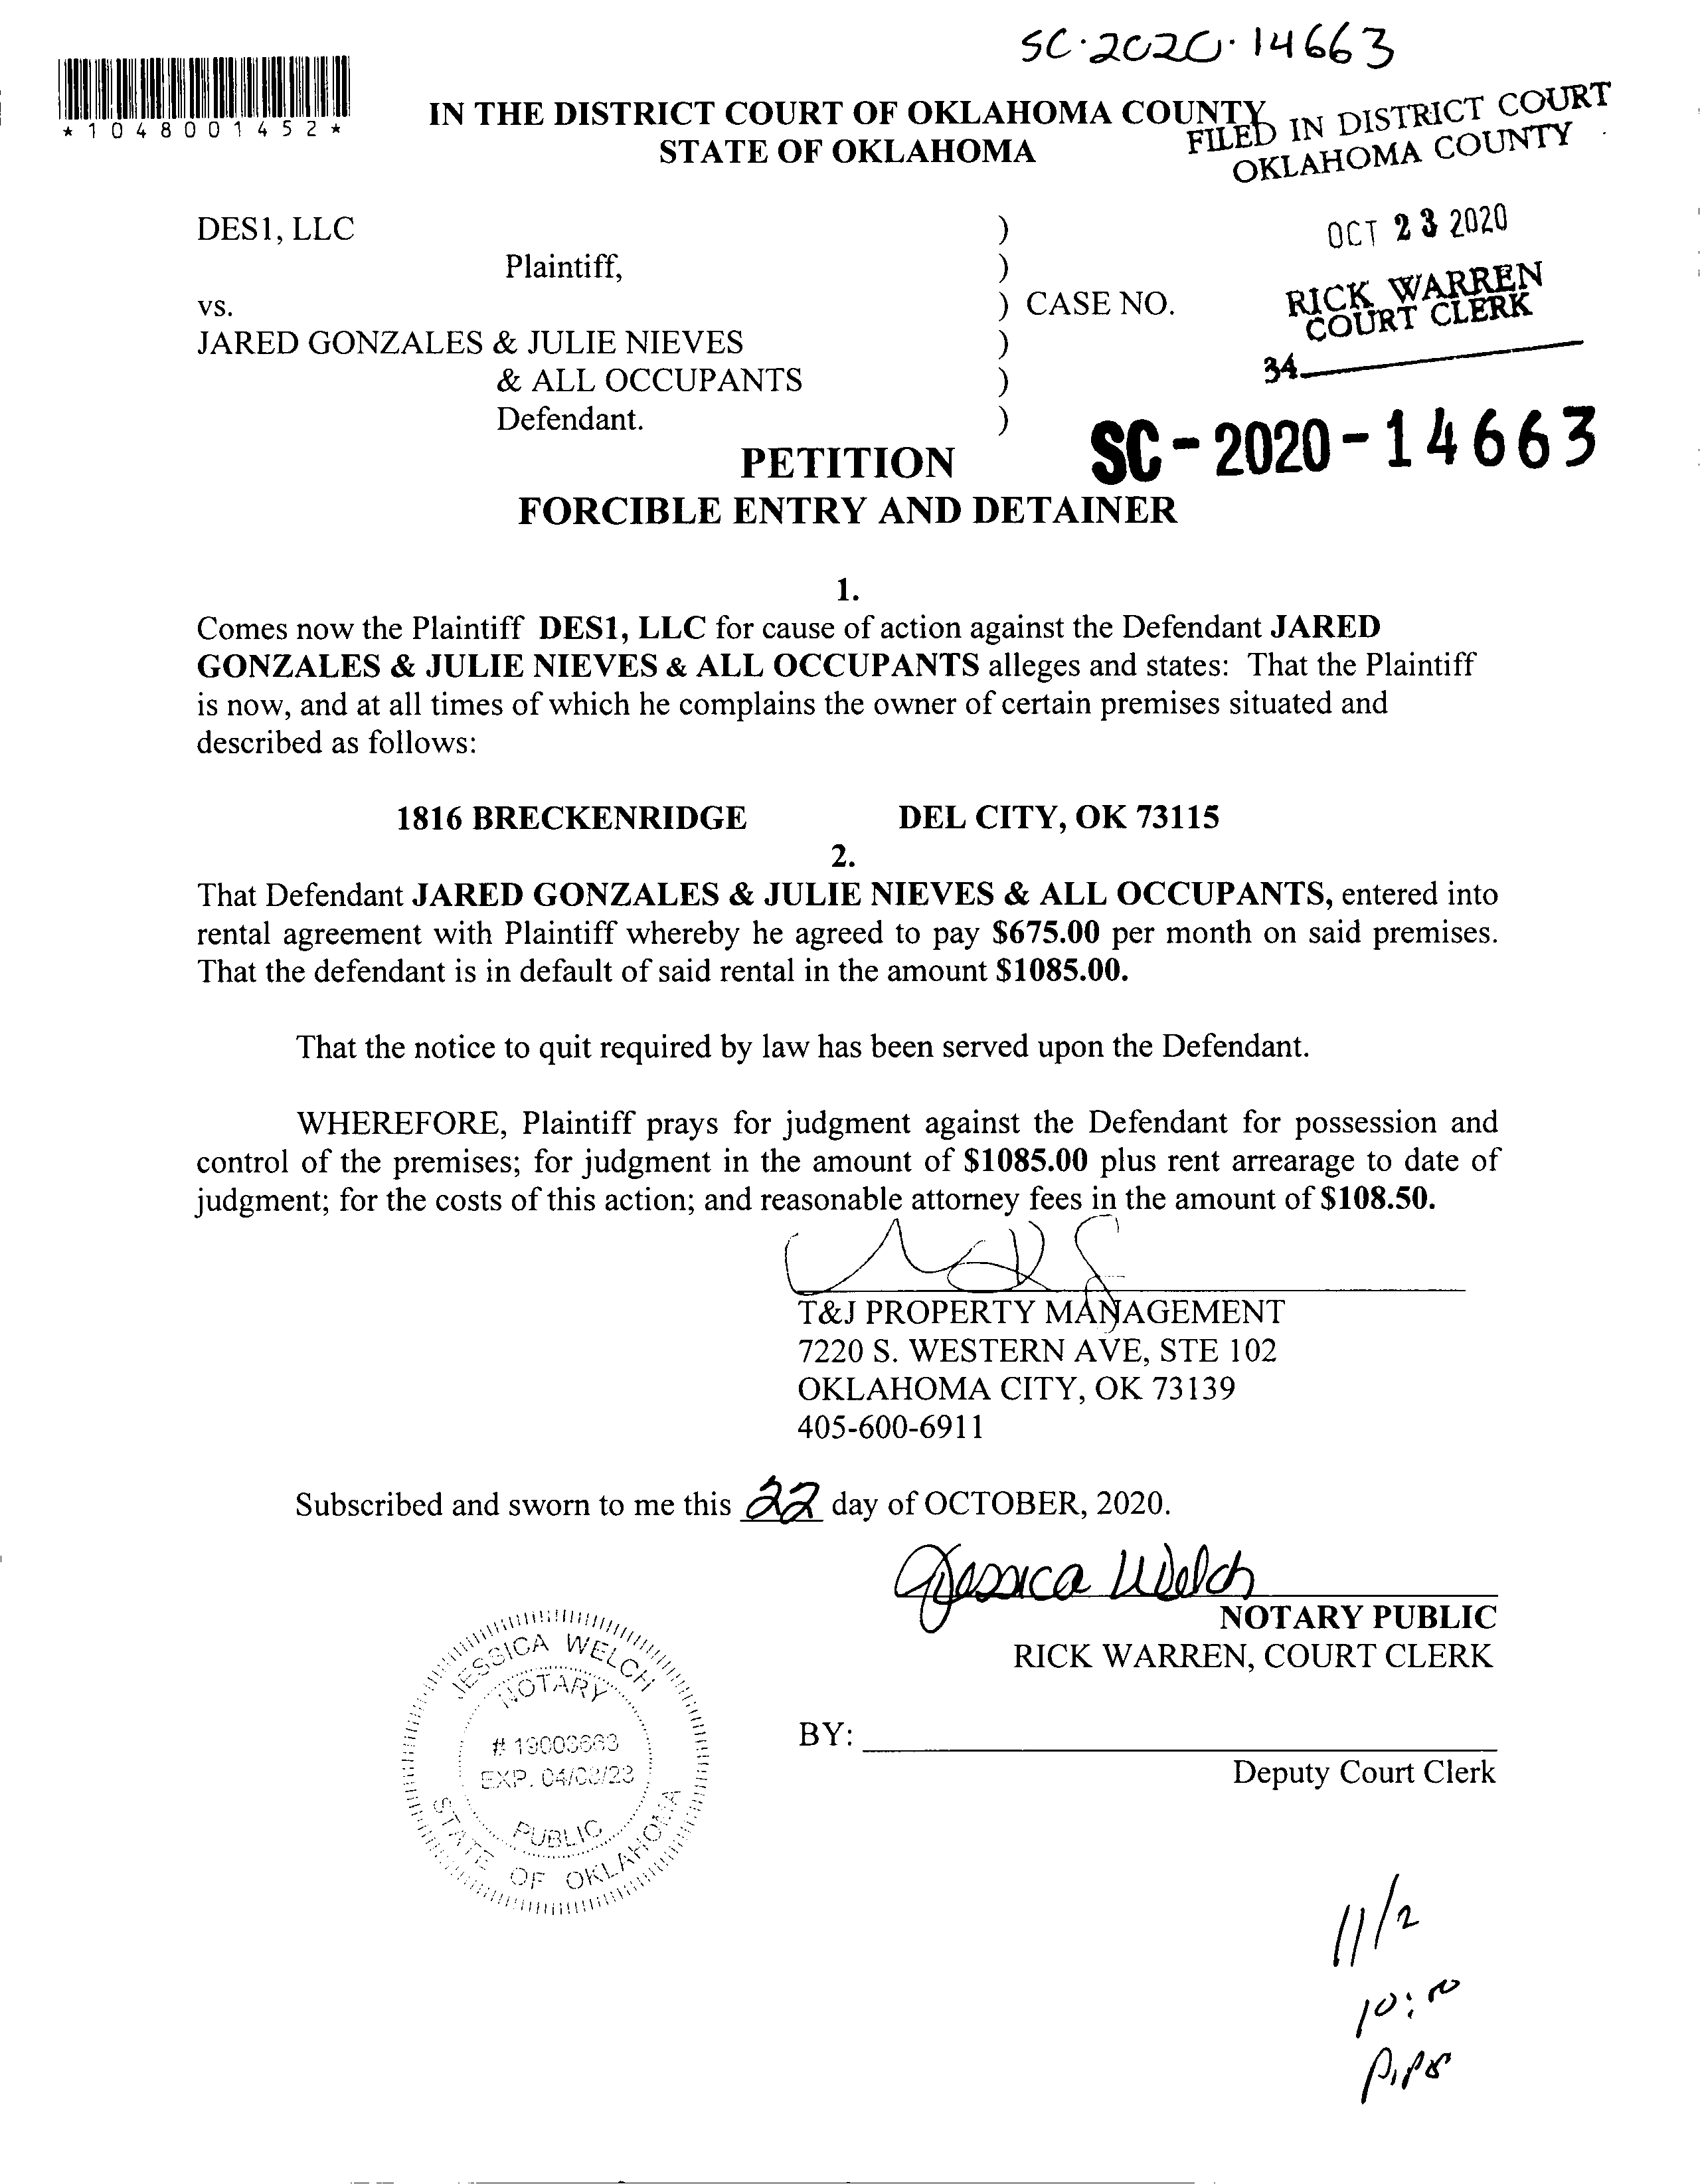 SC-2020-14663
*1048001452*
IN THE DISTRICT COURT OF OKLAHOMA COUNTY
STATE OF OKLAHOMA
FILED IN DISTRICT COURT
OKLAHOMA COUNTY
OCT 23 2020
RICK WARREN
COURT CLERK
34
DES1, LLC )
Plaintiff, )
vs. ) CASE NO.
JARED GONZALES & JULIE NIEVES )
& ALL OCCUPANTS )
Defendant. )
SC-2020-14663
PETITION
FORCIBLE ENTRY AND DETAINER
1.
Comes now the Plaintiff DES1, LLC for cause of action against the Defendant JARED
GONZALES & JULIE NIEVES & ALL OCCUPANTS alleges and states: That the Plaintiff
is now, and at all times of which he complains the owner of certain premises situated and
described as follows:
1816 BRECKENRIDGE DEL CITY, OK 73115
2.
That Defendant JARED GONZALES & JULIE NIEVES & ALL OCCUPANTS, entered into
rental agreement with Plaintiff whereby he agreed to pay $675.00 per month on said premises.
That the defendant is in default of said rental in the amount $1085.00.
That the notice to quit required by law has been served upon the Defendant.
WHEREFORE, Plaintiff prays for judgment against the Defendant for possession and
control of the premises; for judgment in the amount of $1085.00 plus rent arrearage to date of
judgment; for the costs of this action; and reasonable attorney fees in the amount of $108.50.
T&J PROPERTY MANAGEMENT
7220 S. WESTERN AVE, STE 102
OKLAHOMA CITY, OK 73139
405-600-6911
Subscribed and sworn to me this 22 day of OCTOBER, 2020.
Jessica Welch
NOTARY PUBLIC
RICK WARREN, COURT CLERK
JESSICA WELCH
NOTARY
EXP.
PUBLIC
STATE OF OKLAHOMA
BY:
Deputy Court Clerk
11/2
10:00